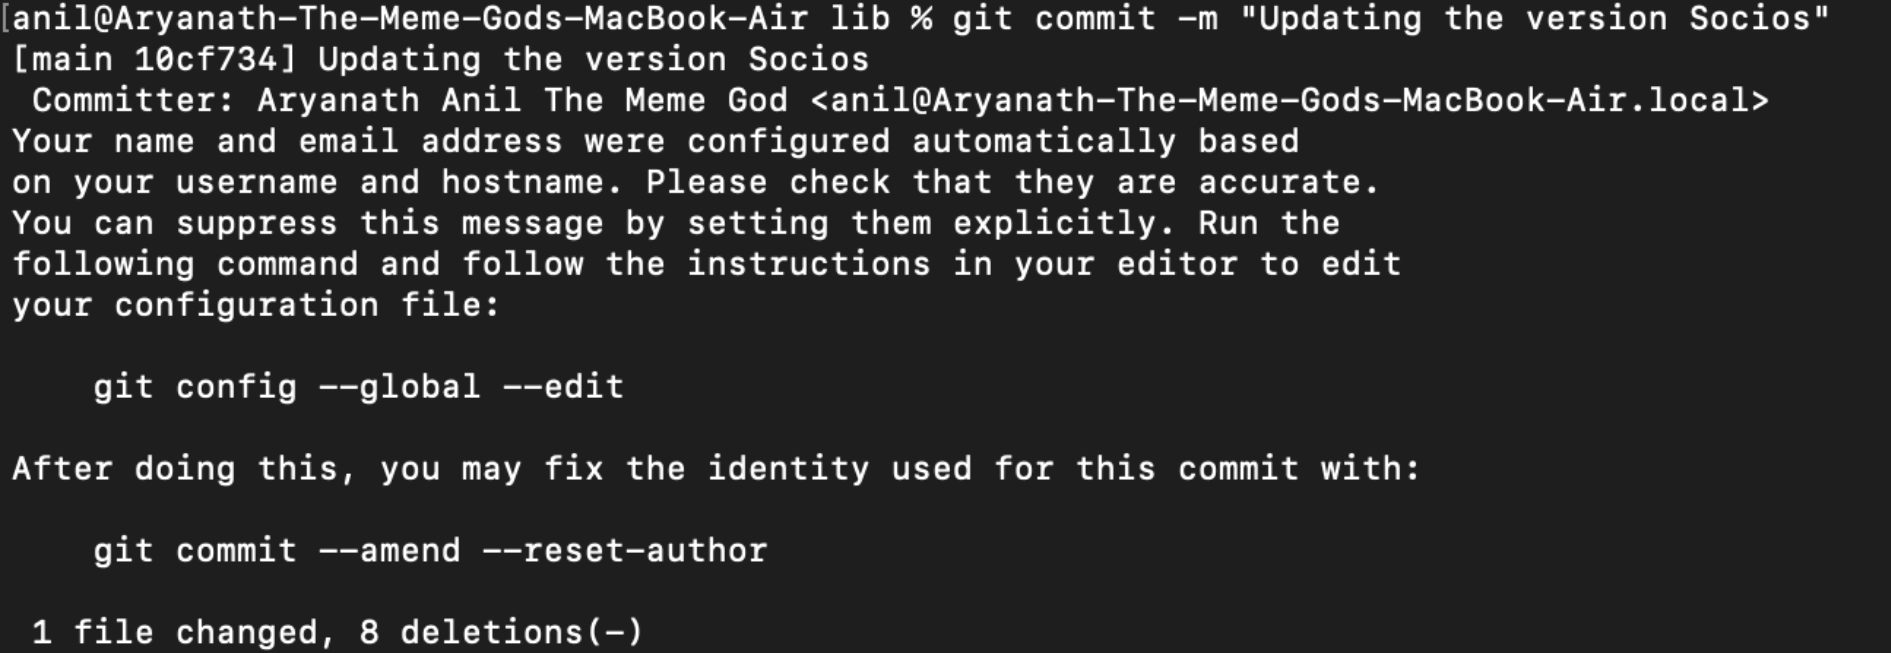 [anil@Aryanath-The-Meme-Gods-MacBook-Air lib % git commit -m "Updating the version Socios"
[main 10cf734] Updating the version Socios
 Committer: Aryanath Anil The Meme God <anil@Aryanath-The-Meme-Gods-MacBook-Air.local>
Your name and email address were configured automatically based
on your username and hostname. Please check that they are accurate.
You can suppress this message by setting them explicitly. Run the
following command and follow the instructions in your editor to edit
your configuration file:

    git config --global --edit

After doing this, you may fix the identity used for this commit with:

    git commit --amend --reset-author

 1 file changed, 8 deletions(-)